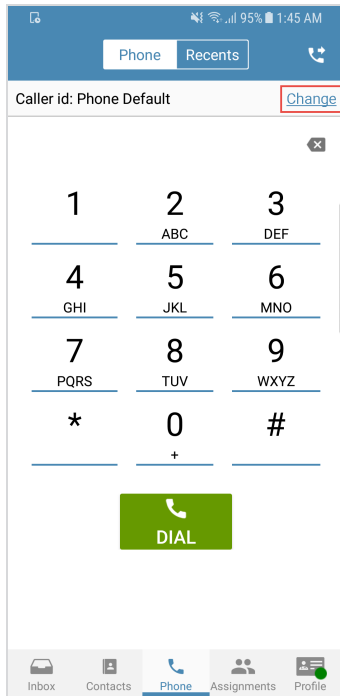 95% 1:45 AM
Phone Recents
Caller id: Phone Default Change
1 2 3
ABC DEF
4 5 6
GHI JKL MNO
7 8 9
PQRS TUV WXYZ
* 0 #
+
DIAL
Inbox Contacts Phone Assignments Profile